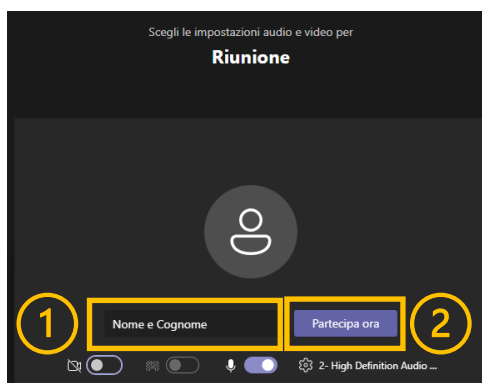 Scegli le impostazioni audio e video per
Riunione
1
Nome e Cognome
Partecipa ora
2
2- High Definition Audio ...